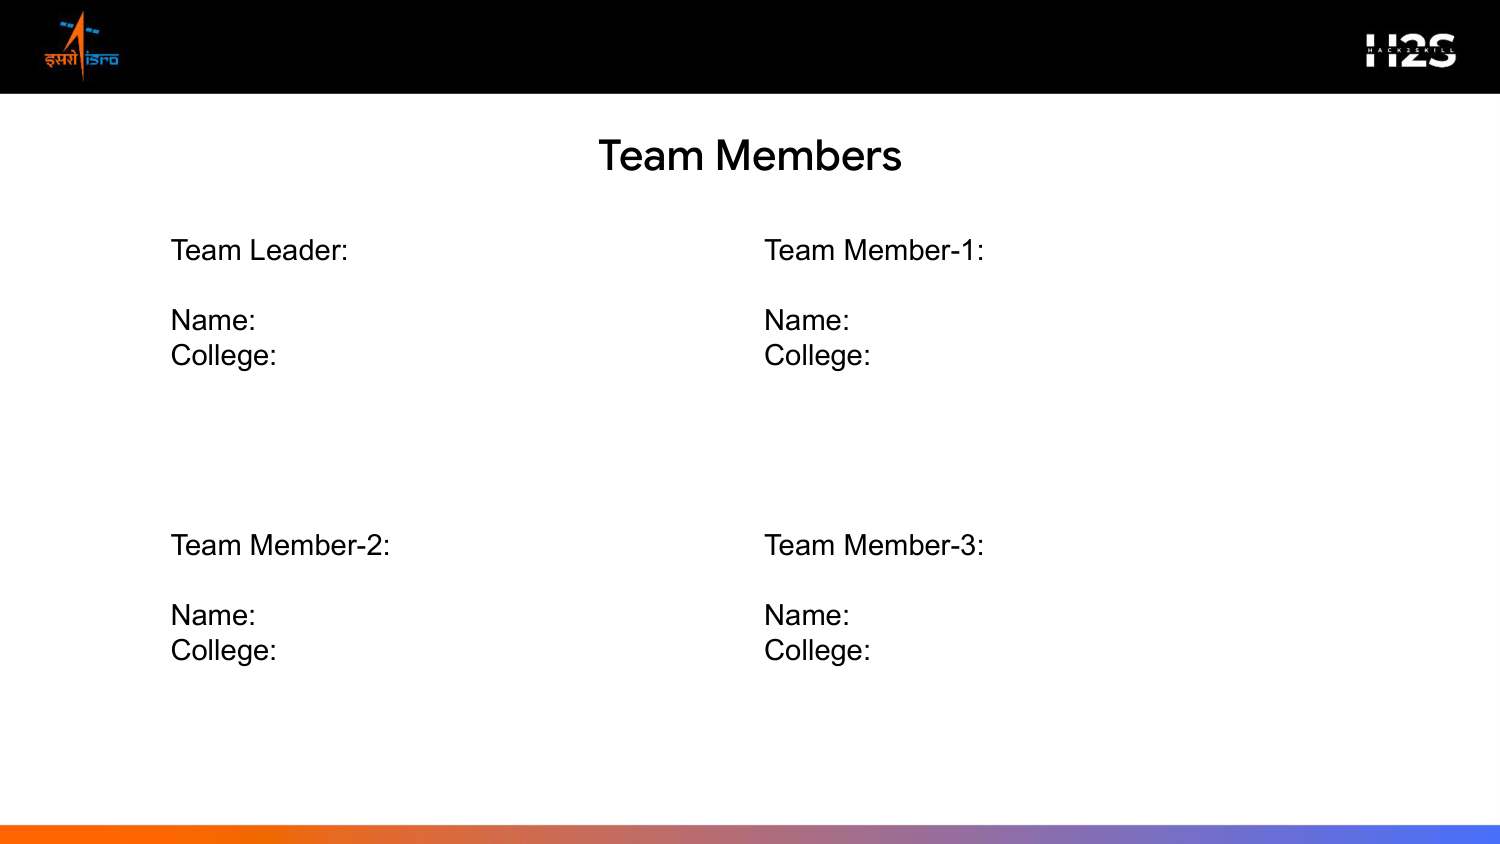 इसरो isro
H2S
HACK2SKILL
Team Members
Team Leader:
Name:
College:
Team Member-1:
Name:
College:
Team Member-2:
Name:
College:
Team Member-3:
Name:
College: